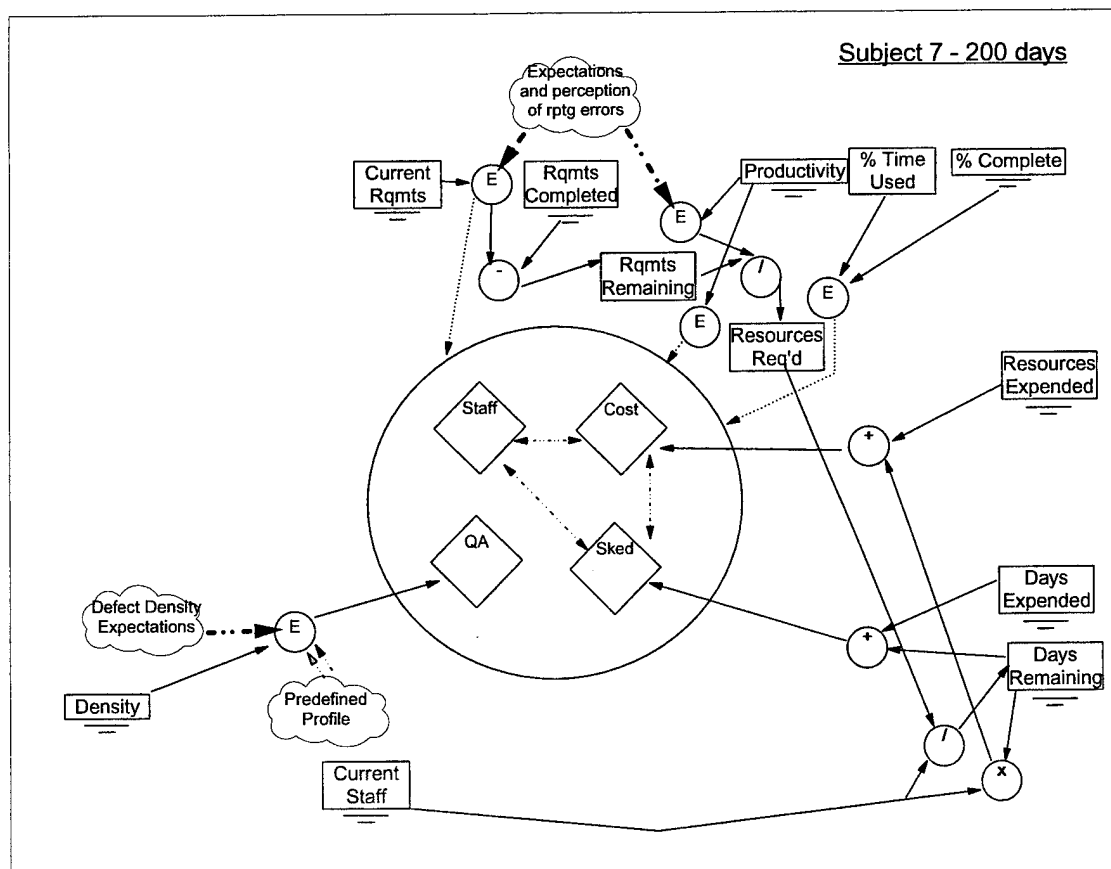 Subject 7 - 200 days
Expectations
and perception
of rptg errors
Current
Rqmts
E
Rqmts
Completed
E
Productivity
% Time
Used
% Complete
-
Rqmts
Remaining
/
E
E
Resources
Req'd
Staff
Cost
Resources
Expended
+
QA
Sked
Defect Density
Expectations
E
Days
Expended
+
Days
Remaining
Density
Predefined
Profile
/
Current
Staff
x